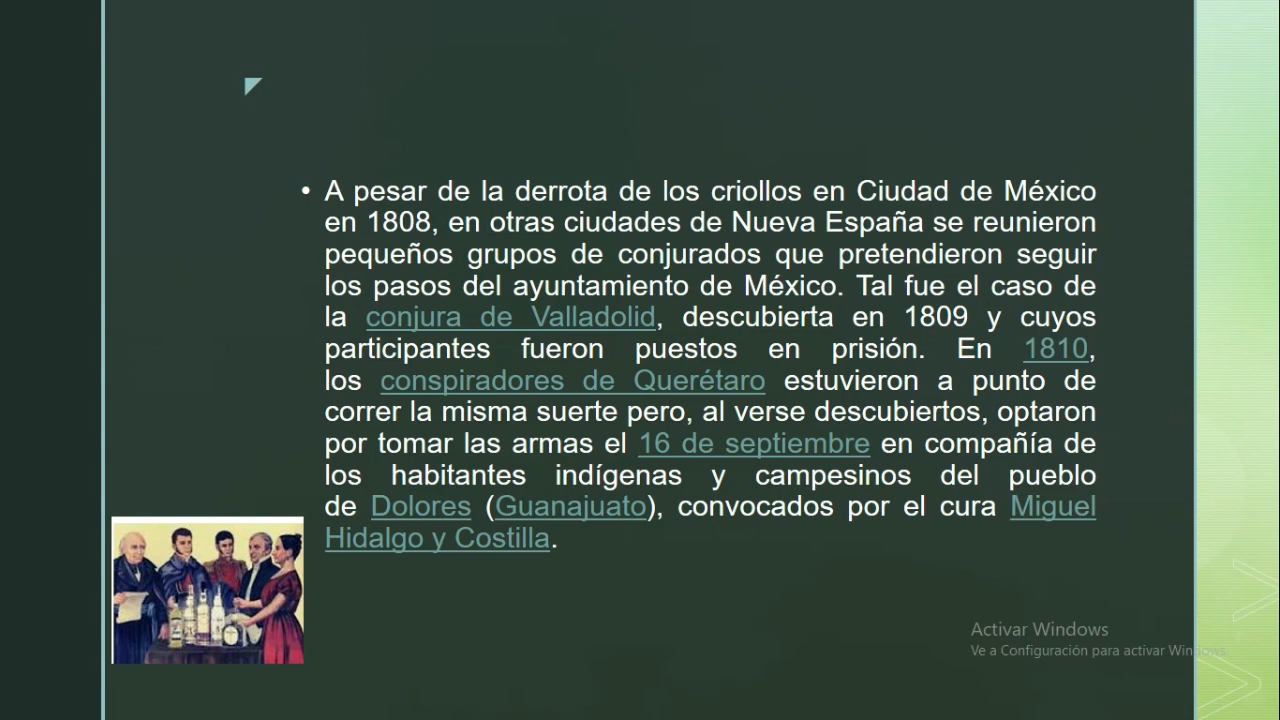 • A pesar de la derrota de los criollos en Ciudad de México
en 1808, en otras ciudades de Nueva España se reunieron
pequeños grupos de conjurados que pretendieron seguir
los pasos del ayuntamiento de México. Tal fue el caso de
la conjura de Valladolid, descubierta en 1809 y cuyos
participantes fueron puestos en prisión. En 1810,
los conspiradores de Querétaro estuvieron a punto de
correr la misma suerte pero, al verse descubiertos, optaron
por tomar las armas el 16 de septiembre en compañía de
los habitantes indígenas y campesinos del pueblo
de Dolores (Guanajuato), convocados por el cura Miguel
Hidalgo y Costilla.
Activar Windows
Ve a Configuración para activar Windows.